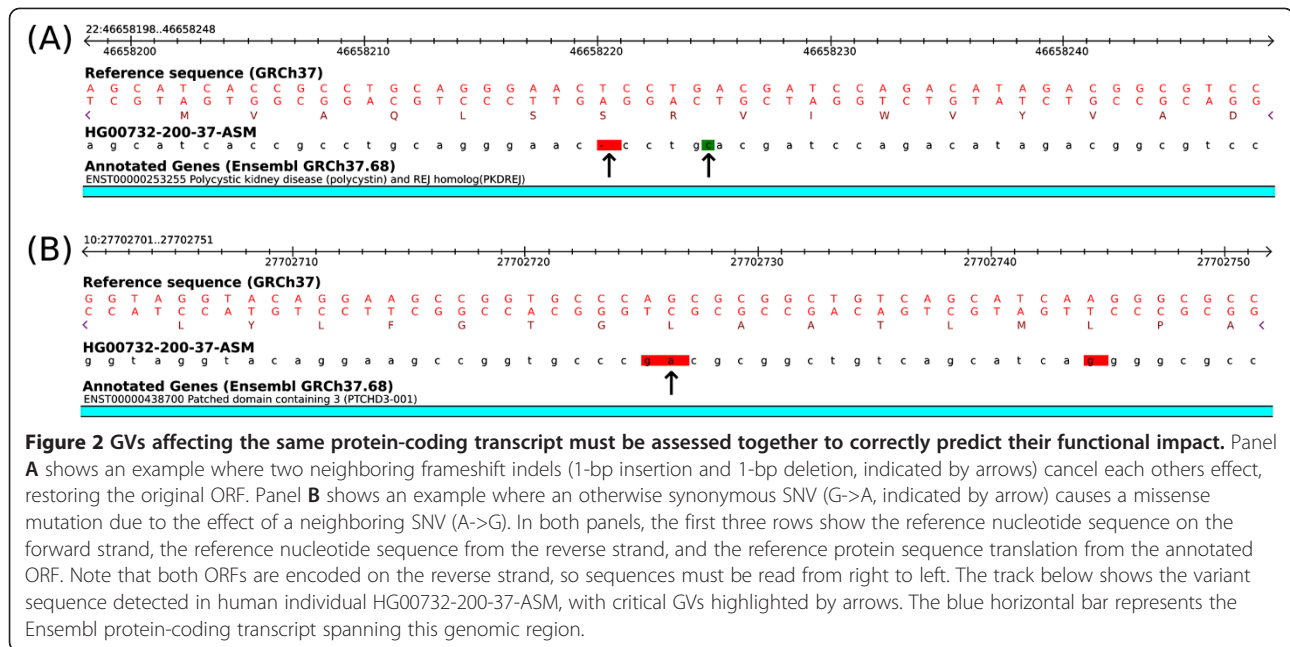 (A)
22:46658198..46658248
46658200 46658210 46658220 46658230 46658240
Reference sequence (GRCh37)
A G C A T C A C C G C C T G C A G G G A A C T C C T G A C G A T C C A G A C A T A G A C G G C G T C C
T C G T A G T G G C G G A C G T C C C T T G A G G A C T G C T A G G T C T G T A T C T G C C G C A G G
< M V A Q L S S R V I W V Y V A D <
HG00732-200-37-ASM
a g c a t c a c c g c c t g c a g g g a a c - c c t g c a c g a t c c a g a c a t a g a c g g c g t c c
Annotated Genes (Ensembl GRCh37.68)
ENST00000253255 Polycystic kidney disease (polycystin) and REJ homolog(PKDREJ)
(B)
10:27702701..27702751
27702710 27702720 27702730 27702740 27702750
Reference sequence (GRCh37)
G G T A G G T A C A G G A A G C C G G T G C C C A G C G C G G C T G T C A G C A T C A A G G G C G C C
C C A T C C A T G T C C T T C G G C C A C G G G T C G C G C C G A C A G T C G T A G T T C C C G C G G
< L Y L F G T G L A A T L M L P A <
HG00732-200-37-ASM
g g t a g g t a c a g g a a g c c g g t g c c c g a c g c g g c t g t c a g c a t c a g g g g c g c c
Annotated Genes (Ensembl GRCh37.68)
ENST00000438700 Patched domain containing 3 (PTCHD3-001)
Figure 2 GVs affecting the same protein-coding transcript must be assessed together to correctly predict their functional impact. Panel
A shows an example where two neighboring frameshift indels (1-bp insertion and 1-bp deletion, indicated by arrows) cancel each others effect,
restoring the original ORF. Panel B shows an example where an otherwise synonymous SNV (G->A, indicated by arrow) causes a missense
mutation due to the effect of a neighboring SNV (A->G). In both panels, the first three rows show the reference nucleotide sequence on the
forward strand, the reference nucleotide sequence from the reverse strand, and the reference protein sequence translation from the annotated
ORF. Note that both ORFs are encoded on the reverse strand, so sequences must be read from right to left. The track below shows the variant
sequence detected in human individual HG00732-200-37-ASM, with critical GVs highlighted by arrows. The blue horizontal bar represents the
Ensembl protein-coding transcript spanning this genomic region.